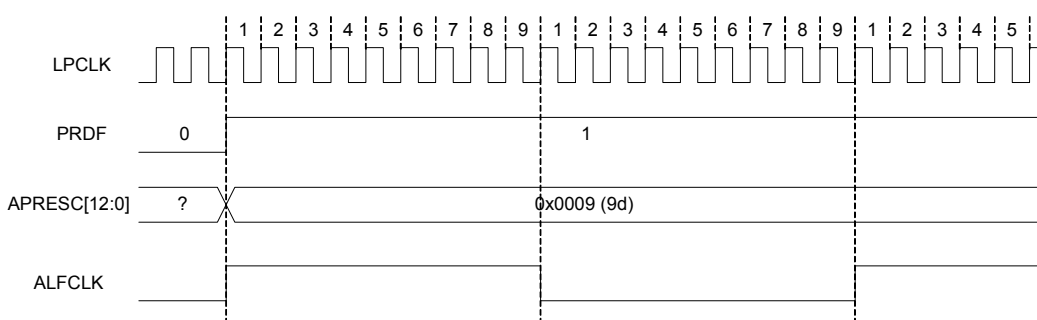 1 2 3 4 5 6 7 8 9 1 2 3 4 5 6 7 8 9 1 2 3 4 5
LPCLK
PRDF 0 1
APRESC[12:0] ? 0x0009 (9d)
ALFCLK